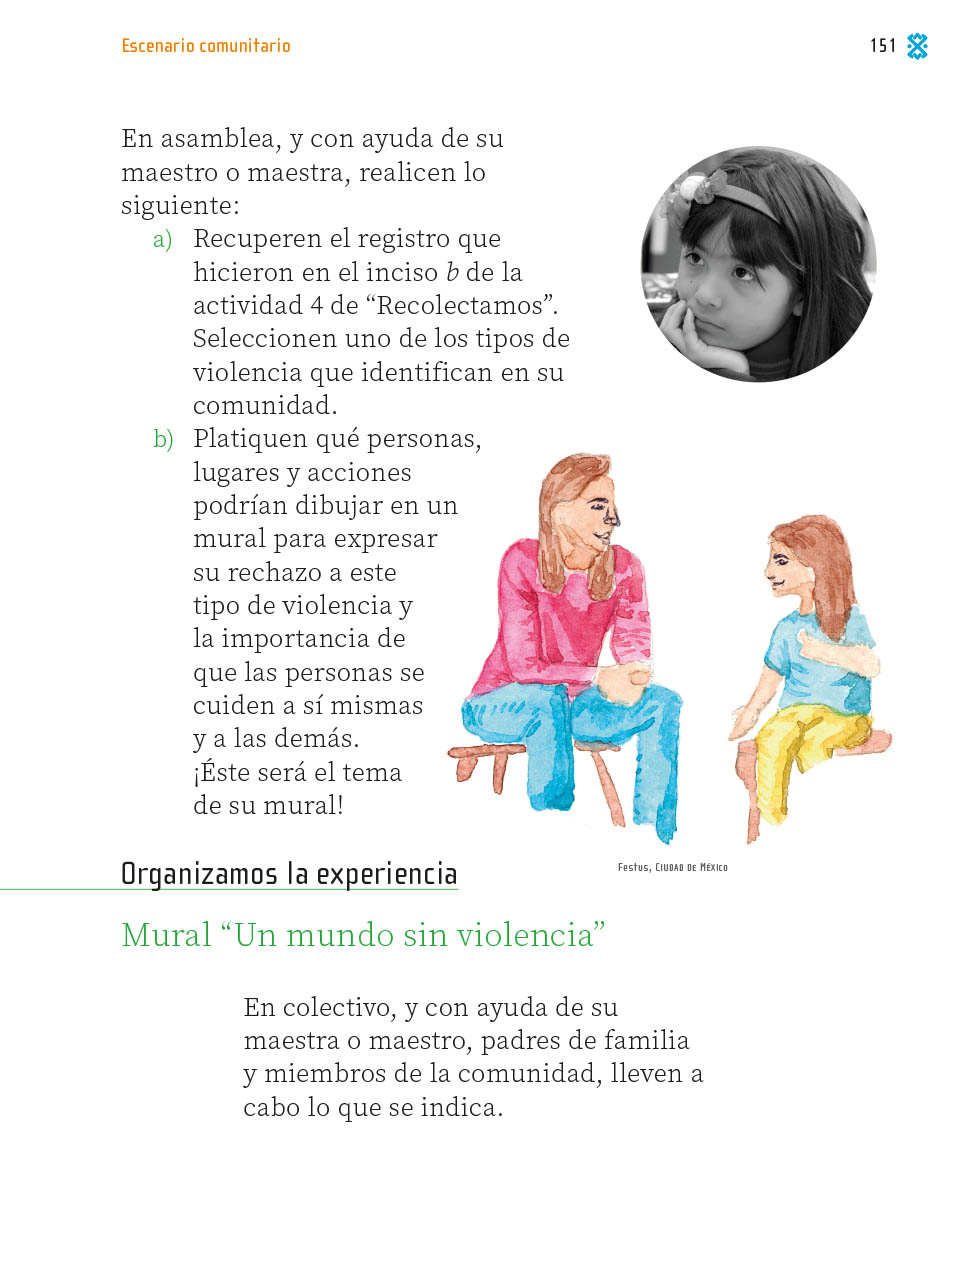 Escenario comunitario
151
En asamblea, y con ayuda de su
maestro o maestra, realicen lo
siguiente:
a) Recuperen el registro que
hicieron en el inciso b de la
actividad 4 de “Recolectamos”.
Seleccionen uno de los tipos de
violencia que identifican en su
comunidad.
b) Platiquen qué personas,
lugares y acciones
podrían dibujar en un
mural para expresar
su rechazo a este
tipo de violencia y
la importancia de
que las personas se
cuiden a sí mismas
y a las demás.
¡Éste será el tema
de su mural!
Festus, Ciudad de México
Organizamos la experiencia
Mural “Un mundo sin violencia”
En colectivo, y con ayuda de su
maestra o maestro, padres de familia
y miembros de la comunidad, lleven a
cabo lo que se indica.